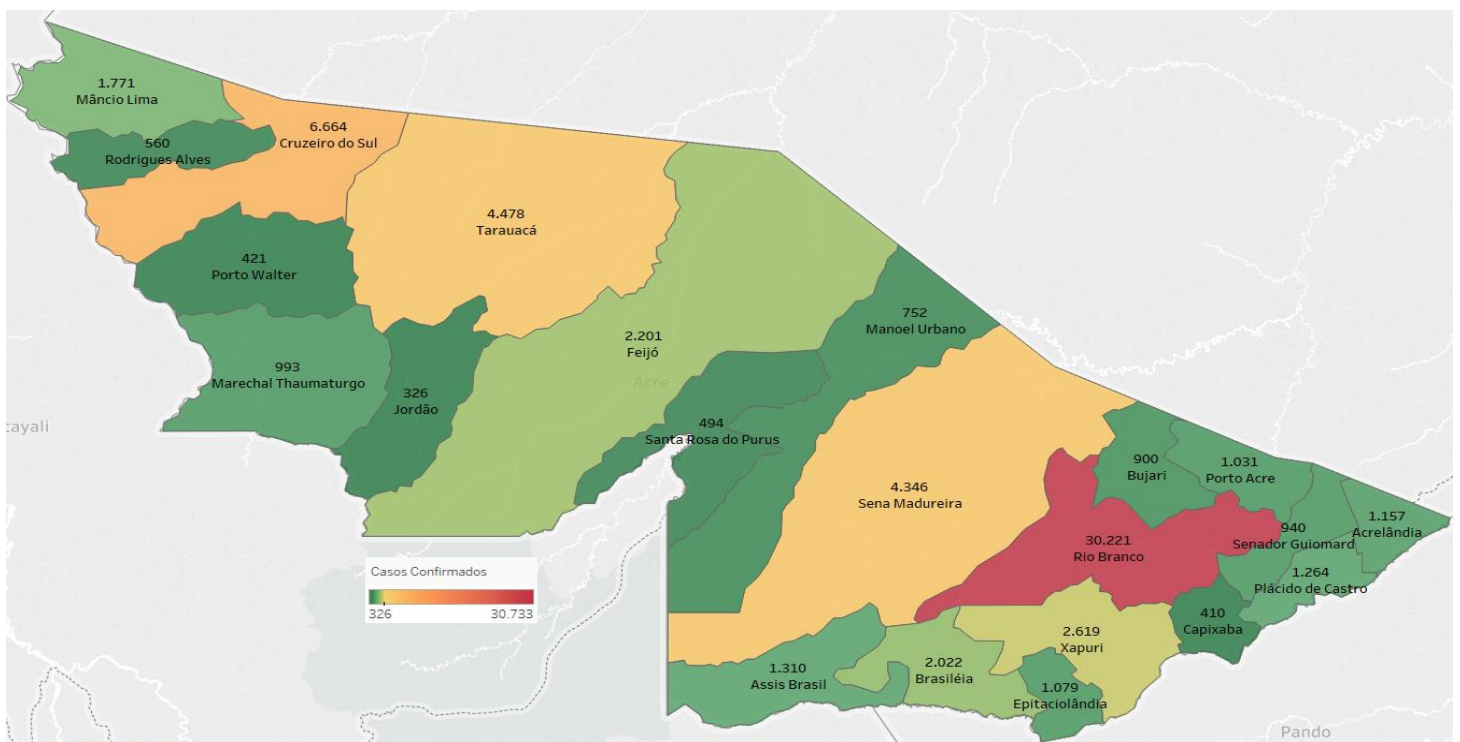 1.771
Mâncio Lima
6.664
Cruzeiro do Sul
560
Rodrigues Alves
4.478
Tarauacá
421
Porto Walter
752
Manoel Urbano
2.201
Feijó
993
Marechal Thaumaturgo
326
Jordão
Acre
494
Santa Rosa do Purus
cayali
900
Bujari
1.031
Porto Acre
4.346
Sena Madureira
30.221
Rio Branco
940
Senador Guiomard
1.157
Acrelândia
1.264
Plácido de Castro
Casos Confirmados
326
30.733
410
Capixaba
2.619
Xapuri
1.310
Assis Brasil
2.022
Brasiléia
1.079
Epitaciolândia
Pando